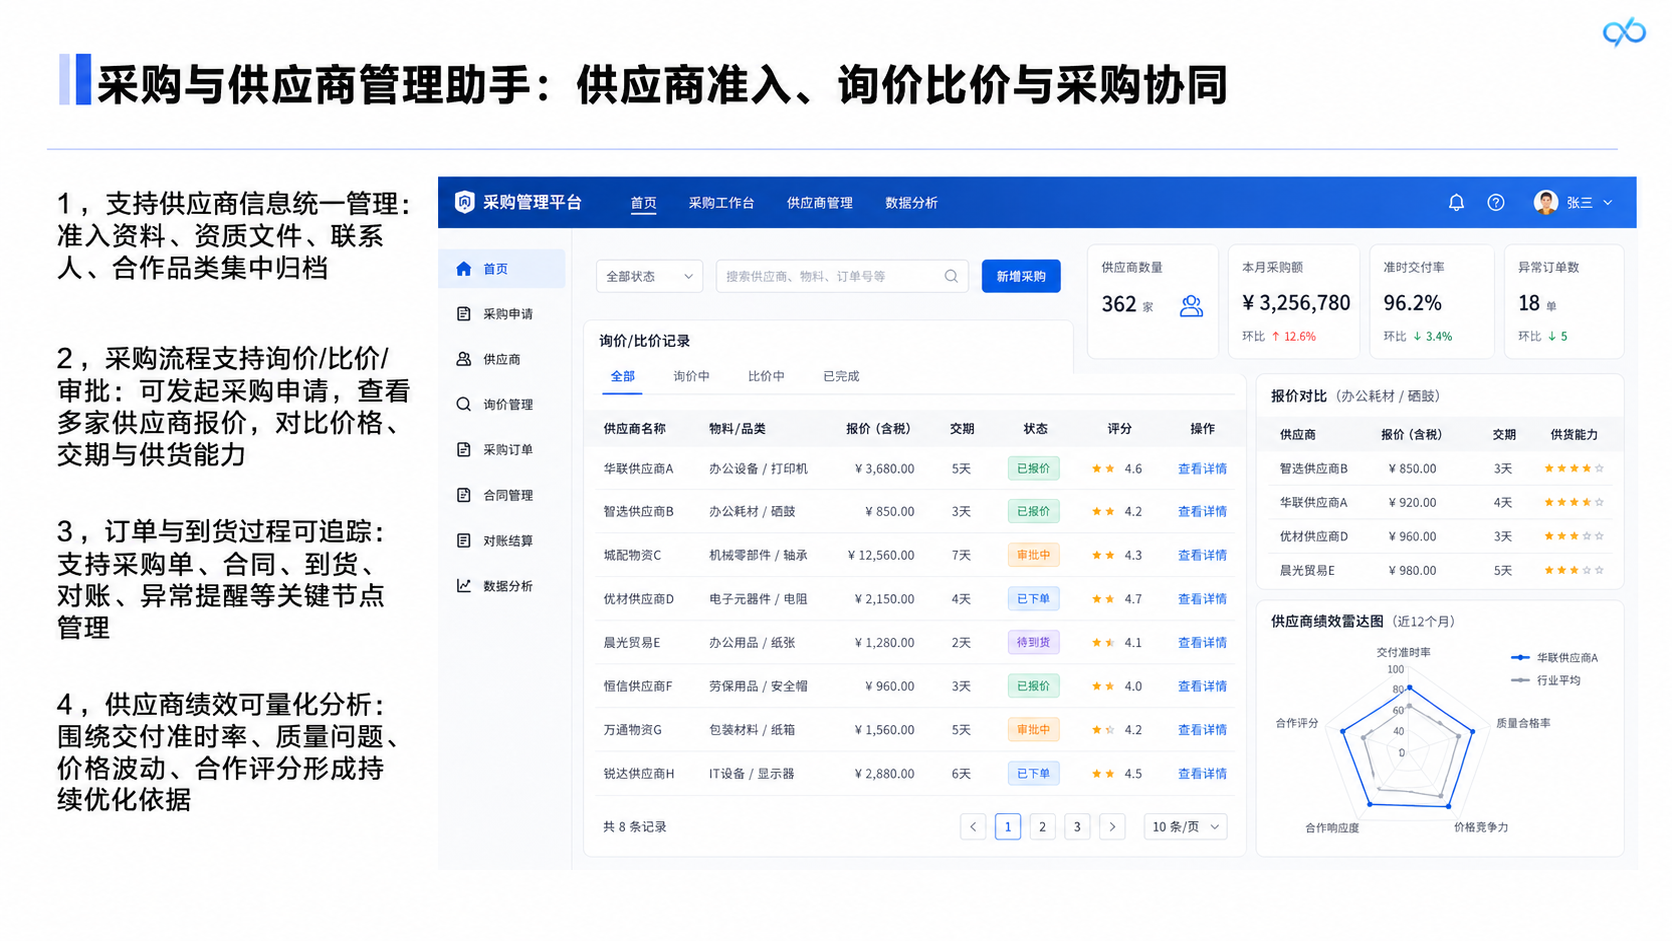 采购与供应商管理助手：供应商准入、询价比价与采购协同
1，支持供应商信息统一管理：
准入资料、资质文件、联系
人、合作品类集中归档
2，采购流程支持询价/比价/
审批：可发起采购申请，查看
多家供应商报价，对比价格、
交期与供货能力
3，订单与到货过程可追踪：
支持采购单、合同、到货、
对账、异常提醒等关键节点
管理
4，供应商绩效可量化分析：
围绕交付准时率、质量问题、
价格波动、合作评分形成持
续优化依据
采购管理平台 首页 采购工作台 供应商管理 数据分析 张三
首页
采购申请
供应商
询价管理
采购订单
合同管理
对账结算
数据分析
全部状态 搜索供应商、物料、订单号等 新增采购
供应商数量
362 家
本月采购额
¥ 3,256,780
环比 ↑ 12.6%
准时交付率
96.2%
环比 ↓ 3.4%
异常订单数
18 单
环比 ↓ 5
询价/比价记录
全部 询价中 比价中 已完成
供应商名称 物料/品类 报价（含税） 交期 状态 评分 操作
华联供应商A 办公设备 / 打印机 ¥ 3,680.00 5天 已报价 4.6 查看详情
智选供应商B 办公耗材 / 硒鼓 ¥ 850.00 3天 已报价 4.2 查看详情
城配物资C 机械零部件 / 轴承 ¥ 12,560.00 7天 审批中 4.3 查看详情
优材供应商D 电子元器件 / 电阻 ¥ 2,150.00 4天 已下单 4.7 查看详情
晨光贸易E 办公用品 / 纸张 ¥ 1,280.00 2天 待到货 4.1 查看详情
恒信供应商F 劳保用品 / 安全帽 ¥ 960.00 3天 已报价 4.0 查看详情
万通物资G 包装材料 / 纸箱 ¥ 1,560.00 5天 审批中 4.2 查看详情
锐达供应商H IT设备 / 显示器 ¥ 2,880.00 6天 已下单 4.5 查看详情
共 8 条记录 1 2 3 10 条/页
报价对比（办公耗材 / 硒鼓）
供应商 报价（含税） 交期 供货能力
智选供应商B ¥ 850.00 3天
华联供应商A ¥ 920.00 4天
优材供应商D ¥ 960.00 3天
晨光贸易E ¥ 980.00 5天
供应商绩效雷达图（近12个月）
华联供应商A
行业平均
交付准时率
100
80
60
40
0
合作评分
质量合格率
合作响应度
价格竞争力